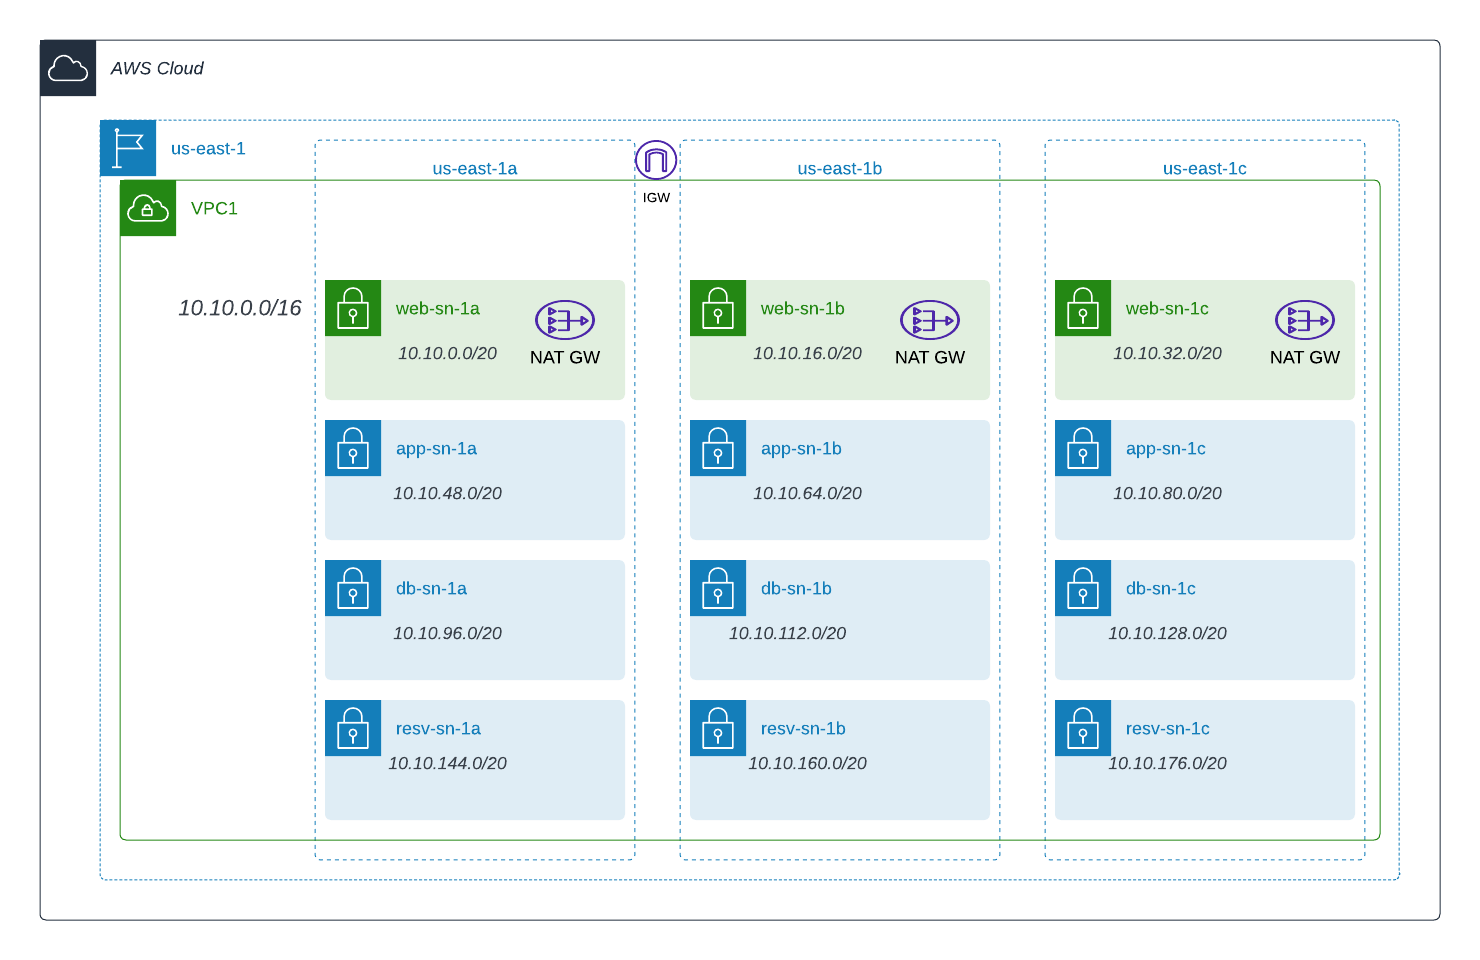 AWS Cloud
us-east-1
us-east-1a
us-east-1b
us-east-1c
IGW
VPC1
10.10.0.0/16
web-sn-1a
10.10.0.0/20
NAT GW
web-sn-1b
10.10.16.0/20
NAT GW
web-sn-1c
10.10.32.0/20
NAT GW
app-sn-1a
10.10.48.0/20
app-sn-1b
10.10.64.0/20
app-sn-1c
10.10.80.0/20
db-sn-1a
10.10.96.0/20
db-sn-1b
10.10.112.0/20
db-sn-1c
10.10.128.0/20
resv-sn-1a
10.10.144.0/20
resv-sn-1b
10.10.160.0/20
resv-sn-1c
10.10.176.0/20